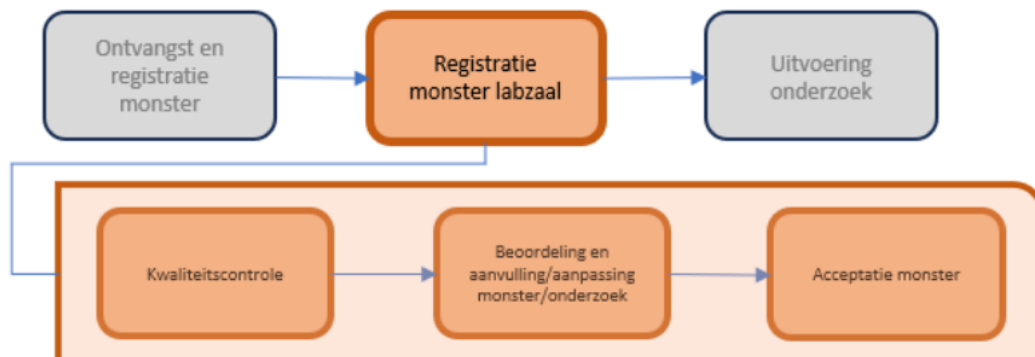 Ontvangst en
registratie
monster
Registratie
monster labzaal
Uitvoering
onderzoek
Kwaliteitscontrole
Beoordeling en
aanvulling/aanpassing
monster/onderzoek
Acceptatie monster